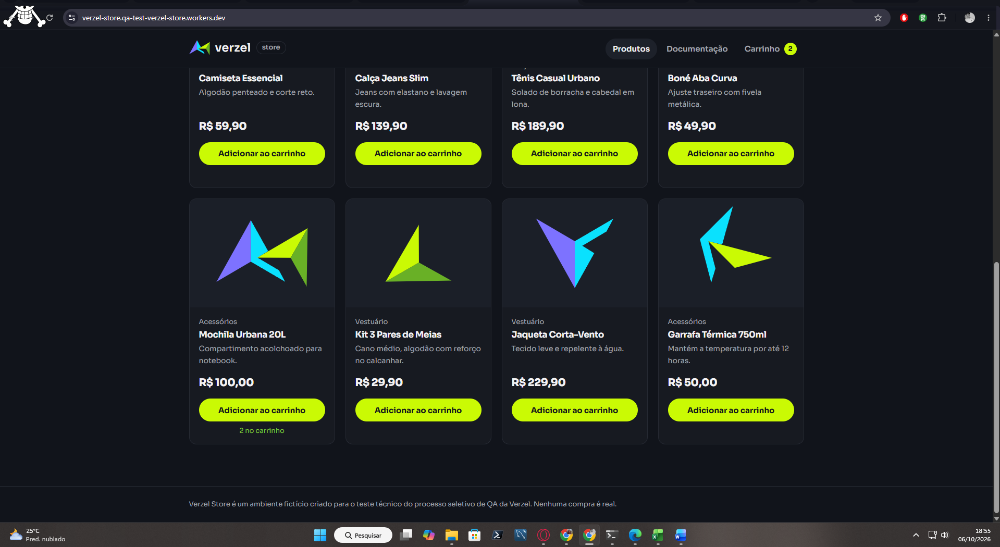 verzel-store.qa-test-verzel-store.workers.dev
verzel store
Produtos
Documentação
Carrinho 2
Camiseta Essencial
Algodão penteado e corte reto.
R$ 59,90
Adicionar ao carrinho
Calça Jeans Slim
Jeans com elastano e lavagem
escura.
R$ 139,90
Adicionar ao carrinho
Tênis Casual Urbano
Solado de borracha e cabedal em
lona.
R$ 189,90
Adicionar ao carrinho
Boné Aba Curva
Ajuste traseiro com fivela
metálica.
R$ 49,90
Adicionar ao carrinho
Acessórios
Mochila Urbana 20L
Compartimento acolchoado para
notebook.
R$ 100,00
Adicionar ao carrinho
2 no carrinho
Vestuário
Kit 3 Pares de Meias
Cano médio, algodão com reforço
no calcanhar.
R$ 29,90
Adicionar ao carrinho
Vestuário
Jaqueta Corta-Vento
Tecido leve e repelente à água.
R$ 229,90
Adicionar ao carrinho
Acessórios
Garrafa Térmica 750ml
Mantém a temperatura por até 12
horas.
R$ 50,00
Adicionar ao carrinho
Verzel Store é um ambiente fictício criado para o teste técnico do processo seletivo de QA da Verzel. Nenhuma compra é real.
25°C
Pred. nublado
Pesquisar
18:55
06/10/2026